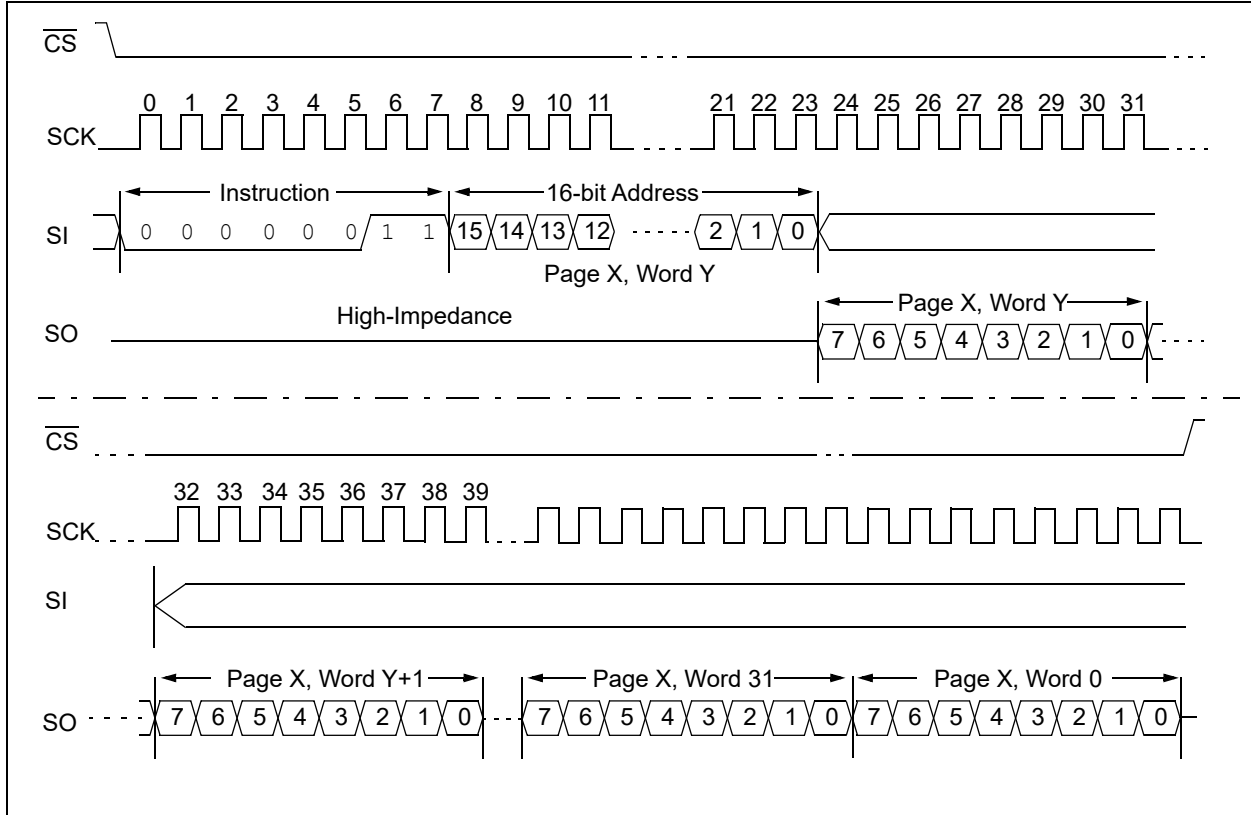 CS
0 1 2 3 4 5 6 7 8 9 10 11 21 22 23 24 25 26 27 28 29 30 31
SCK
Instruction 16-bit Address
SI 0 0 0 0 0 0 1 1 15 14 13 12 2 1 0
Page X, Word Y
High-Impedance Page X, Word Y
SO 7 6 5 4 3 2 1 0
CS
32 33 34 35 36 37 38 39
SCK
SI
Page X, Word Y+1 Page X, Word 31 Page X, Word 0
SO 7 6 5 4 3 2 1 0 7 6 5 4 3 2 1 0 7 6 5 4 3 2 1 0